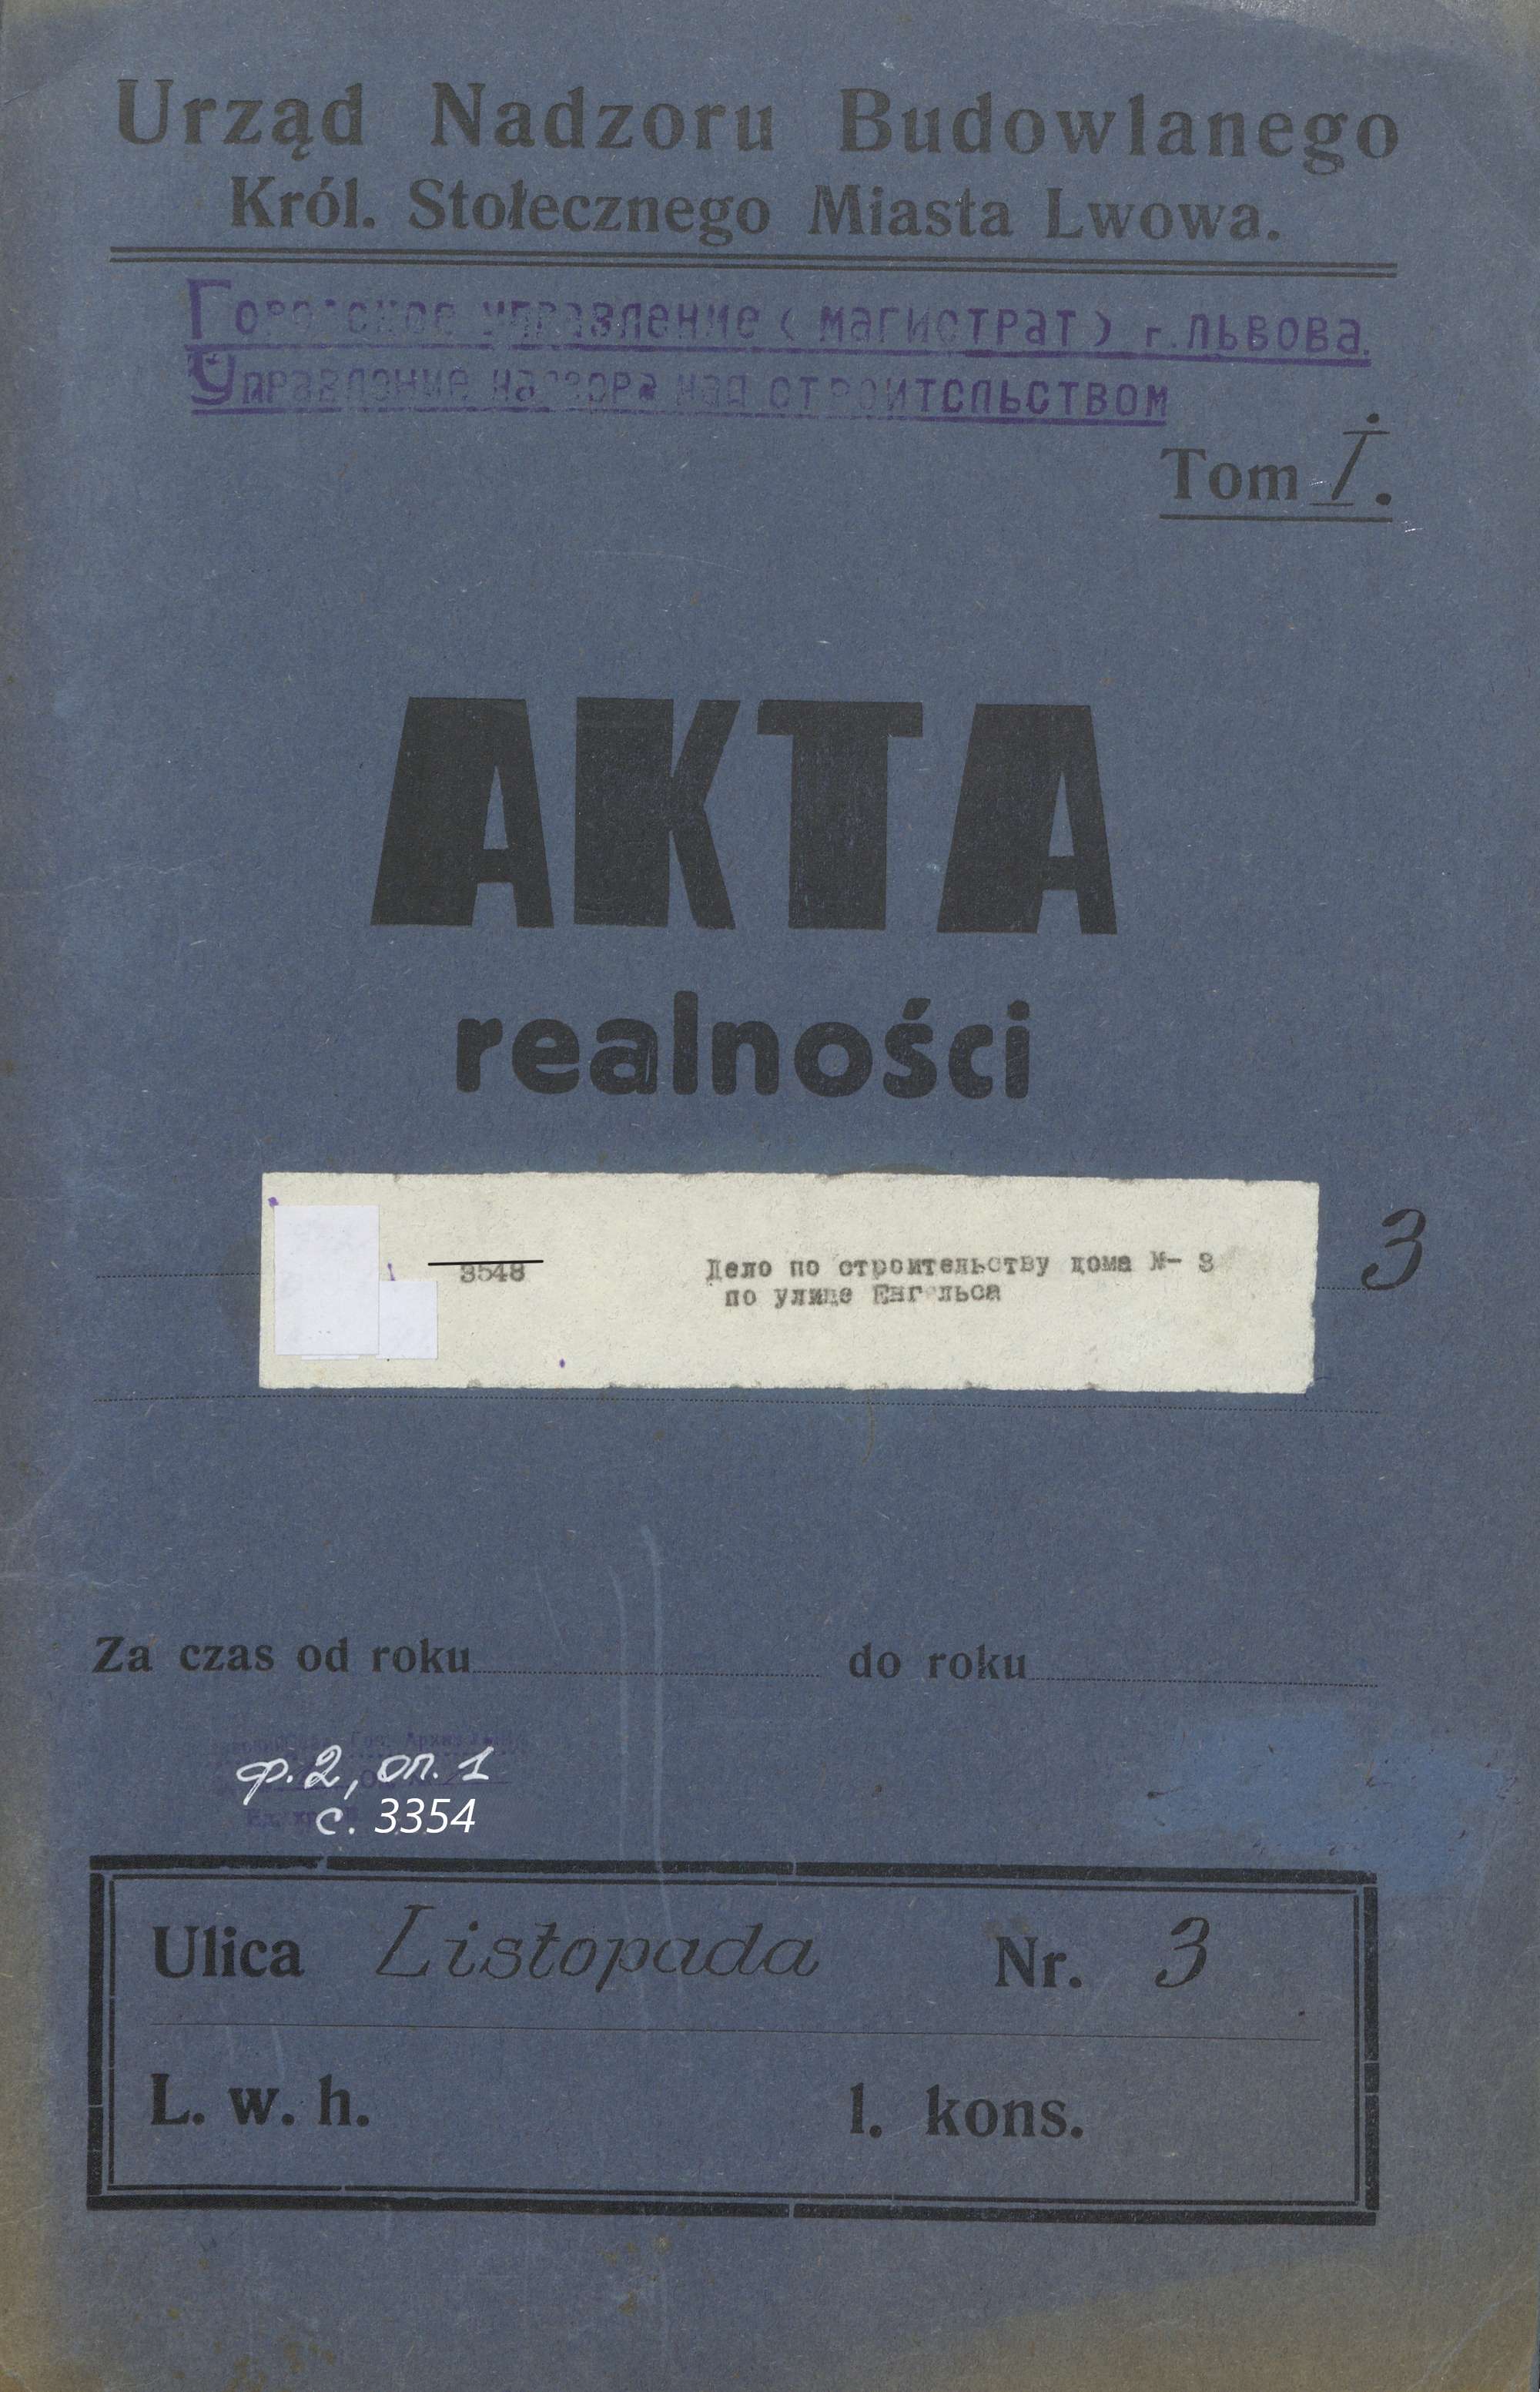 Urząd Nadzoru Budowlanego
Król. Stołecznego Miasta Lwowa.
Городское управление (магистрат) г. Львова.
Управление надзора над строительством
Tom I.
AKTA
realności
3548 Дело по строительству дома №- 3
по улице Енгельса
3
Za czas od roku do roku
ф.2, оп. 1
с. 3354
Ulica Listopada Nr. 3
L. w. h. l. kons.